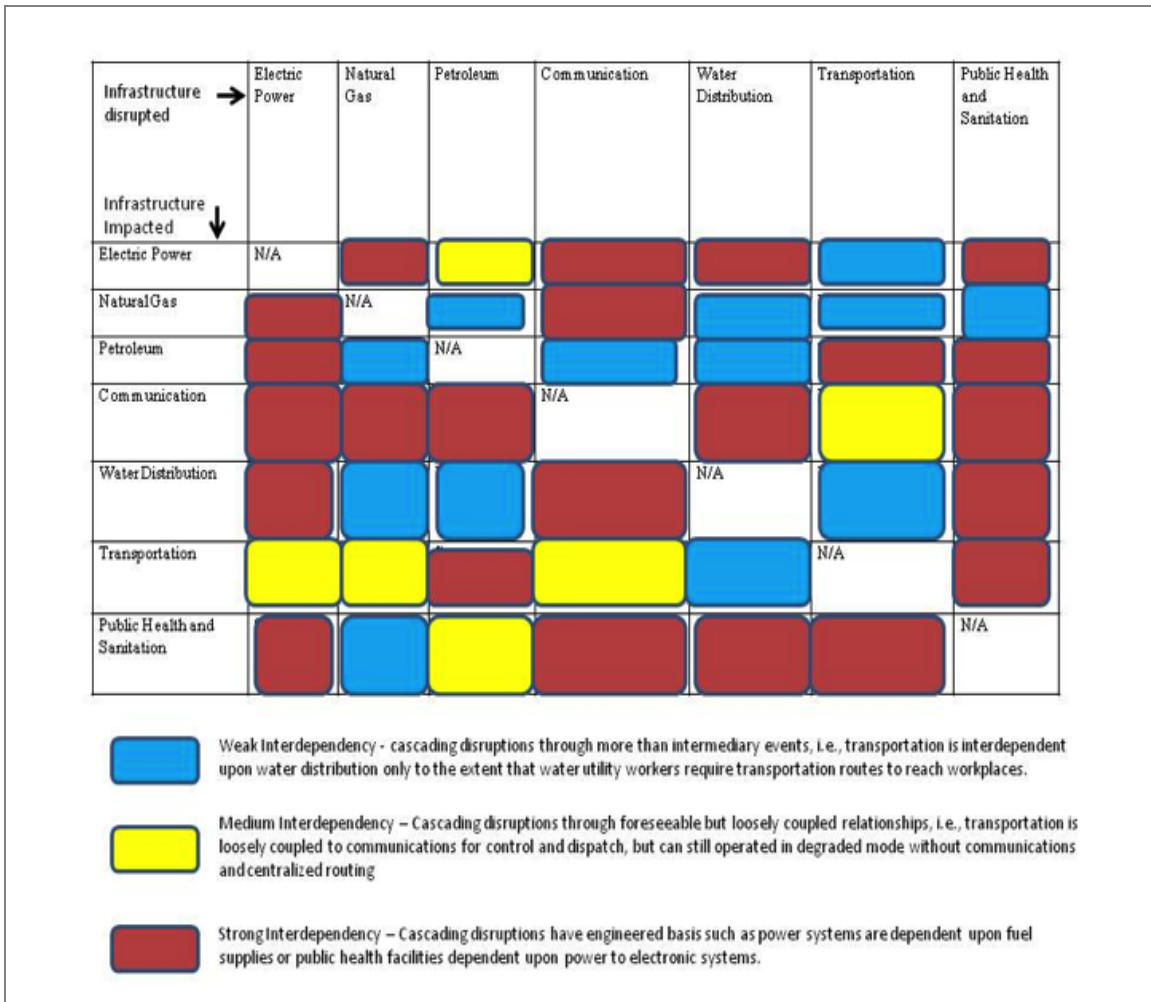 Infrastructure disrupted →
Infrastructure Impacted ↓
Electric Power
Natural Gas
Petroleum
Communication
Water Distribution
Transportation
Public Health and Sanitation
Electric Power
N/A
Natural Gas
N/A
Petroleum
N/A
Communication
N/A
Water Distribution
N/A
Transportation
N/A
Public Health and Sanitation
N/A
Weak Interdependency - cascading disruptions through more than intermediary events, i.e., transportation is interdependent
upon water distribution only to the extent that water utility workers require transportation routes to reach workplaces.
Medium Interdependency – Cascading disruptions through foreseeable but loosely coupled relationships, i.e., transportation is
loosely coupled to communications for control and dispatch, but can still operated in degraded mode without communications
and centralized routing
Strong Interdependency – Cascading disruptions have engineered basis such as power systems are dependent upon fuel
supplies or public health facilities dependent upon power to electronic systems.